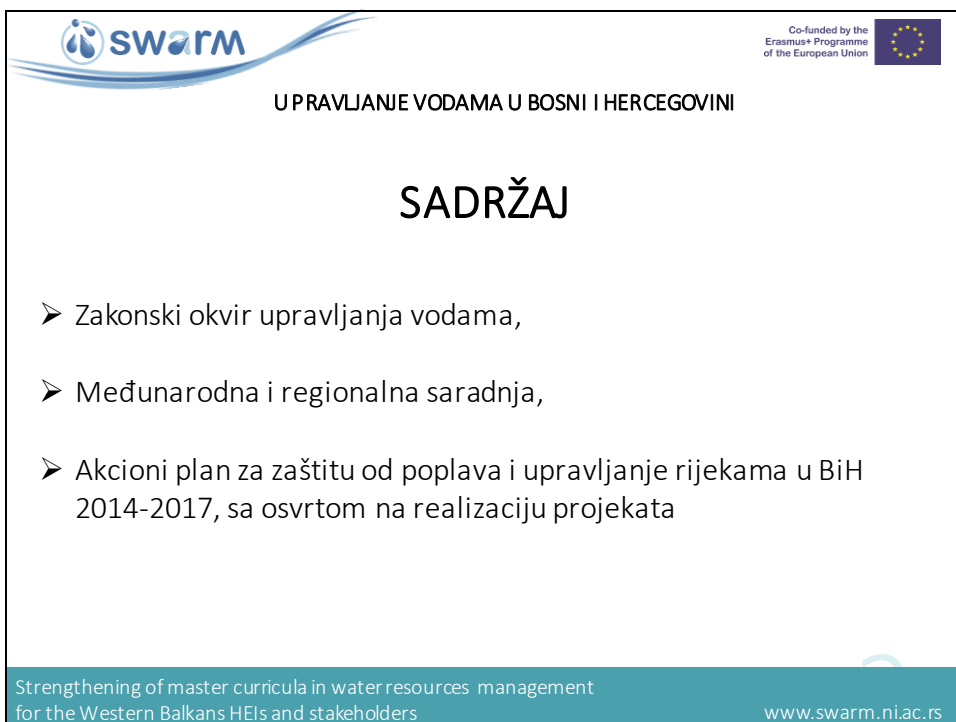 swarm
Co-funded by the
Erasmus+ Programme
of the European Union
UPRAVLJANJE VODAMA U BOSNI I HERCEGOVINI
SADRŽAJ
➢ Zakonski okvir upravljanja vodama,
➢ Međunarodna i regionalna saradnja,
➢ Akcioni plan za zaštitu od poplava i upravljanje rijekama u BiH
2014-2017, sa osvrtom na realizaciju projekata
Strengthening of master curricula in water resources management
for the Western Balkans HEIs and stakeholders
www.swarm.ni.ac.rs